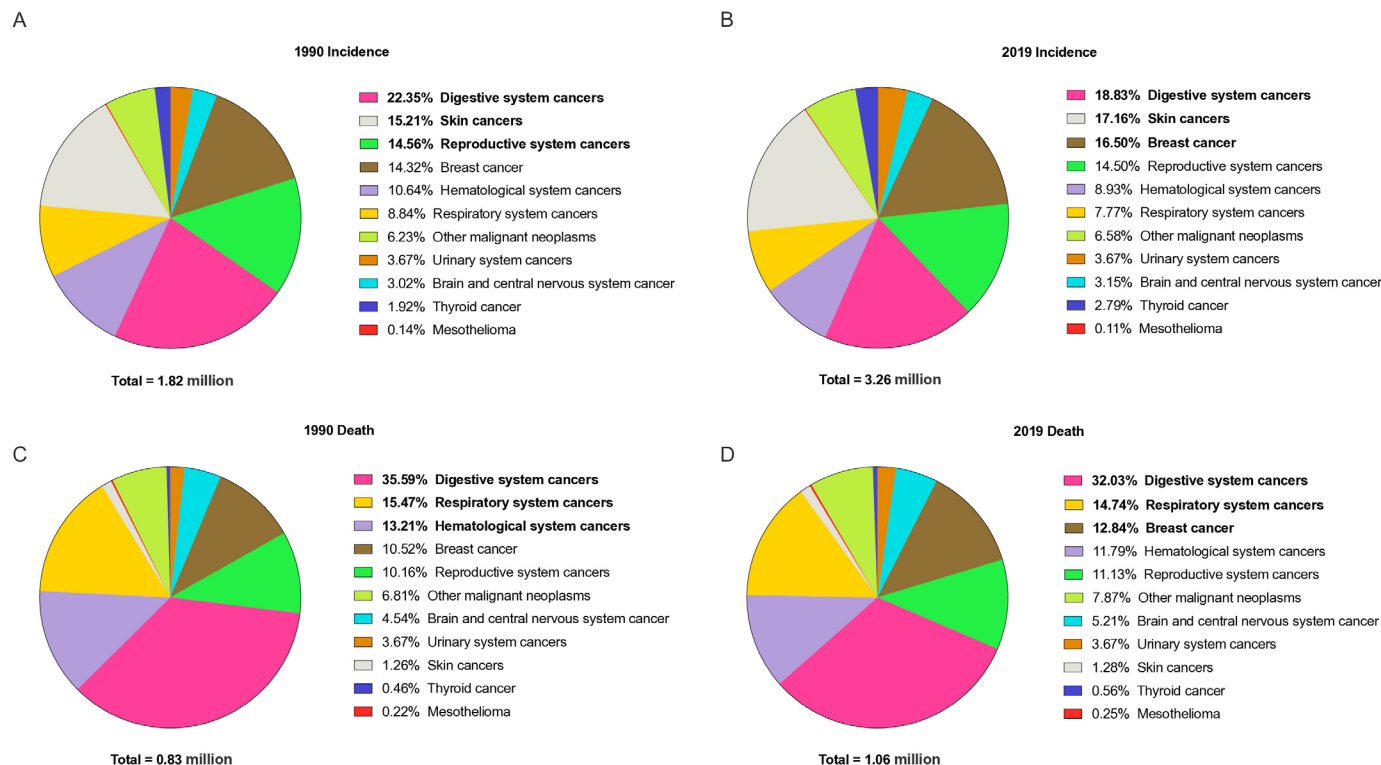 A
1990 Incidence
22.35% Digestive system cancers
15.21% Skin cancers
14.56% Reproductive system cancers
14.32% Breast cancer
10.64% Hematological system cancers
8.84% Respiratory system cancers
6.23% Other malignant neoplasms
3.67% Urinary system cancers
3.02% Brain and central nervous system cancer
1.92% Thyroid cancer
0.14% Mesothelioma
Total = 1.82 million
B
2019 Incidence
18.83% Digestive system cancers
17.16% Skin cancers
16.50% Breast cancer
14.50% Reproductive system cancers
8.93% Hematological system cancers
7.77% Respiratory system cancers
6.58% Other malignant neoplasms
3.67% Urinary system cancers
3.15% Brain and central nervous system cancer
2.79% Thyroid cancer
0.11% Mesothelioma
Total = 3.26 million
C
1990 Death
35.59% Digestive system cancers
15.47% Respiratory system cancers
13.21% Hematological system cancers
10.52% Breast cancer
10.16% Reproductive system cancers
6.81% Other malignant neoplasms
4.54% Brain and central nervous system cancer
3.67% Urinary system cancers
1.26% Skin cancers
0.46% Thyroid cancer
0.22% Mesothelioma
Total = 0.83 million
D
2019 Death
32.03% Digestive system cancers
14.74% Respiratory system cancers
12.84% Breast cancer
11.79% Hematological system cancers
11.13% Reproductive system cancers
7.87% Other malignant neoplasms
5.21% Brain and central nervous system cancer
3.67% Urinary system cancers
1.28% Skin cancers
0.56% Thyroid cancer
0.25% Mesothelioma
Total = 1.06 million